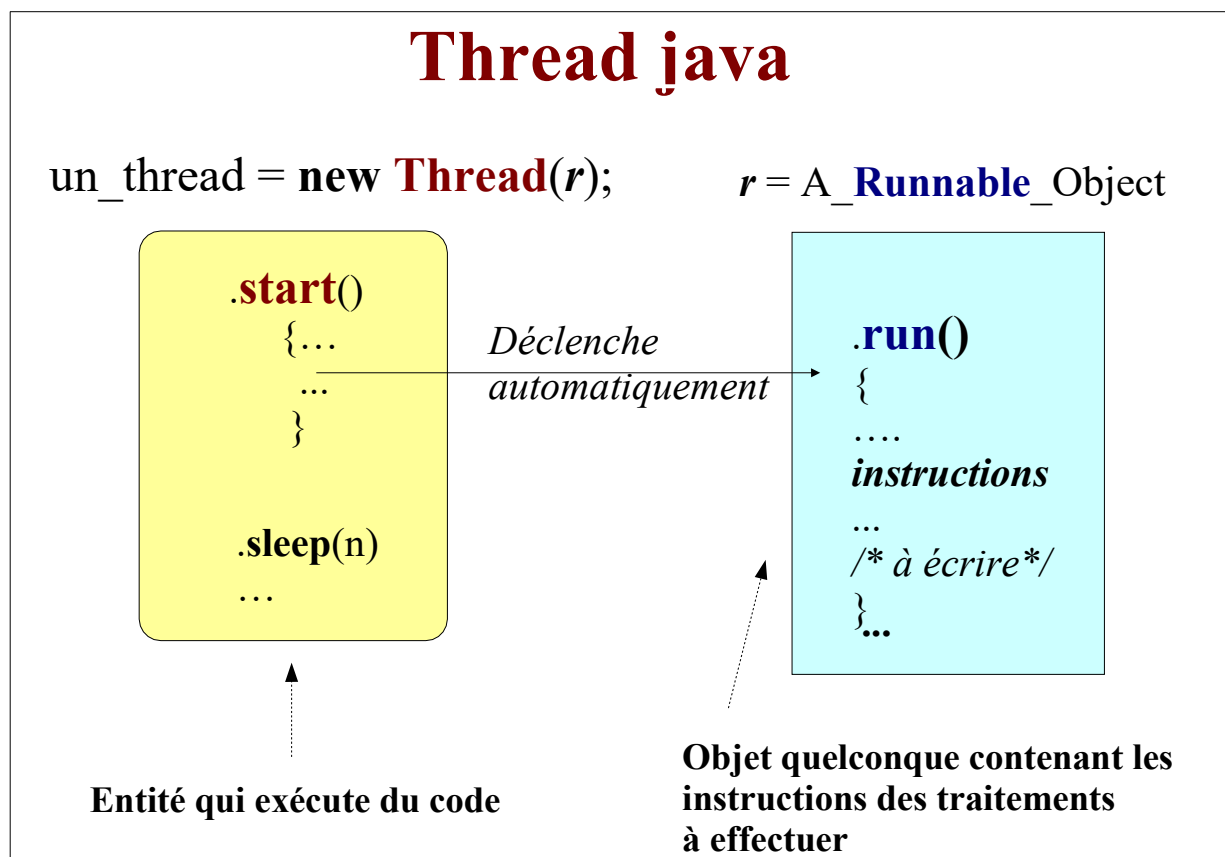 Thread java
un_thread = new Thread(r);
r = A_Runnable_Object
.start()
{…
...
}
.sleep(n)
…
Déclenche
automatiquement
.run()
{
….
instructions
...
/* à écrire*/
}...
Entité qui exécute du code
Objet quelconque contenant les
instructions des traitements
à effectuer